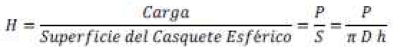 H = Carga / Superficie del Casquete Esférico = P / S = P / π D h